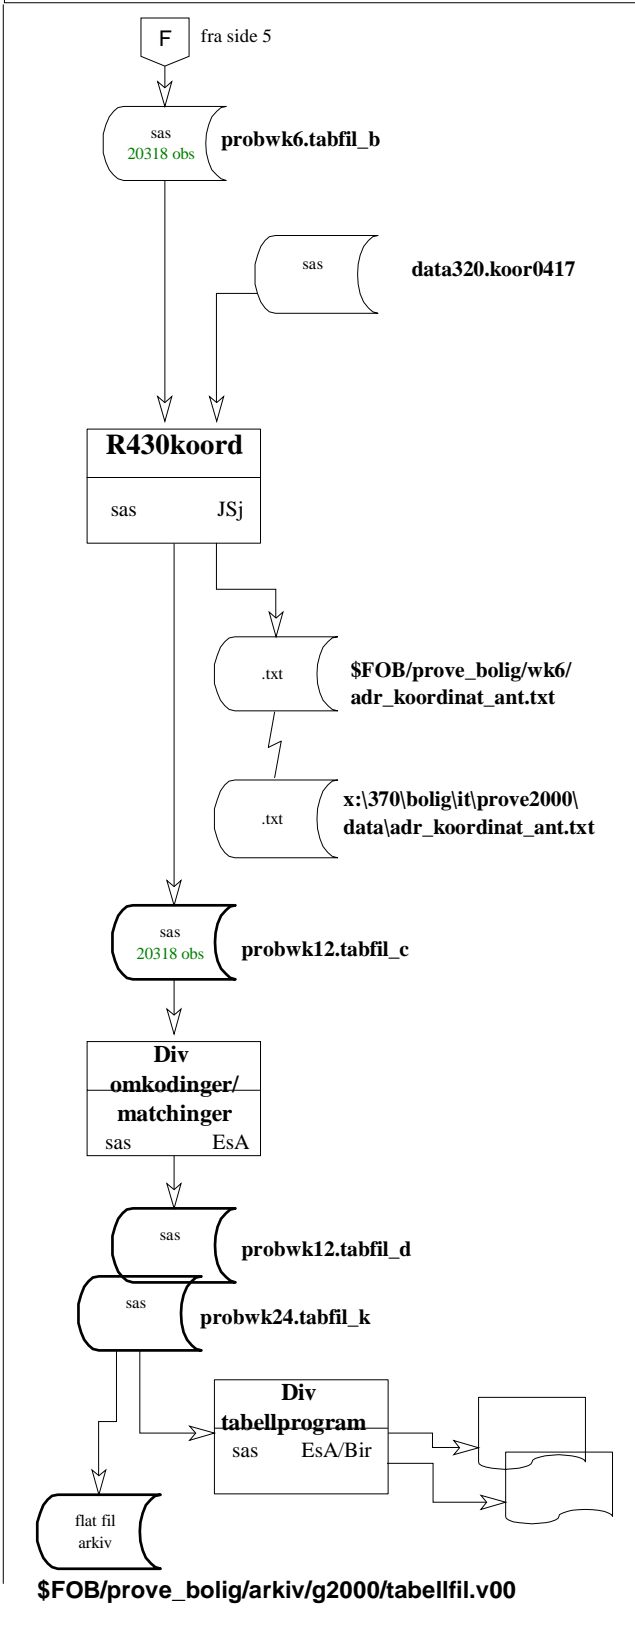 F
fra side 5
sas
20318 obs
probwk6.tabfil_b
sas
data320.koor0417
R430koord
sas JSj
.txt
$FOB/prove_bolig/wk6/
adr_koordinat_ant.txt
.txt
x:\370\bolig\it\prove2000\
data\adr_koordinat_ant.txt
sas
20318 obs
probwk12.tabfil_c
Div
omkodinger/
matchinger
sas EsA
sas
probwk12.tabfil_d
sas
probwk24.tabfil_k
Div
tabellprogram
sas EsA/Bir
flat fil
arkiv
$FOB/prove_bolig/arkiv/g2000/tabellfil.v00